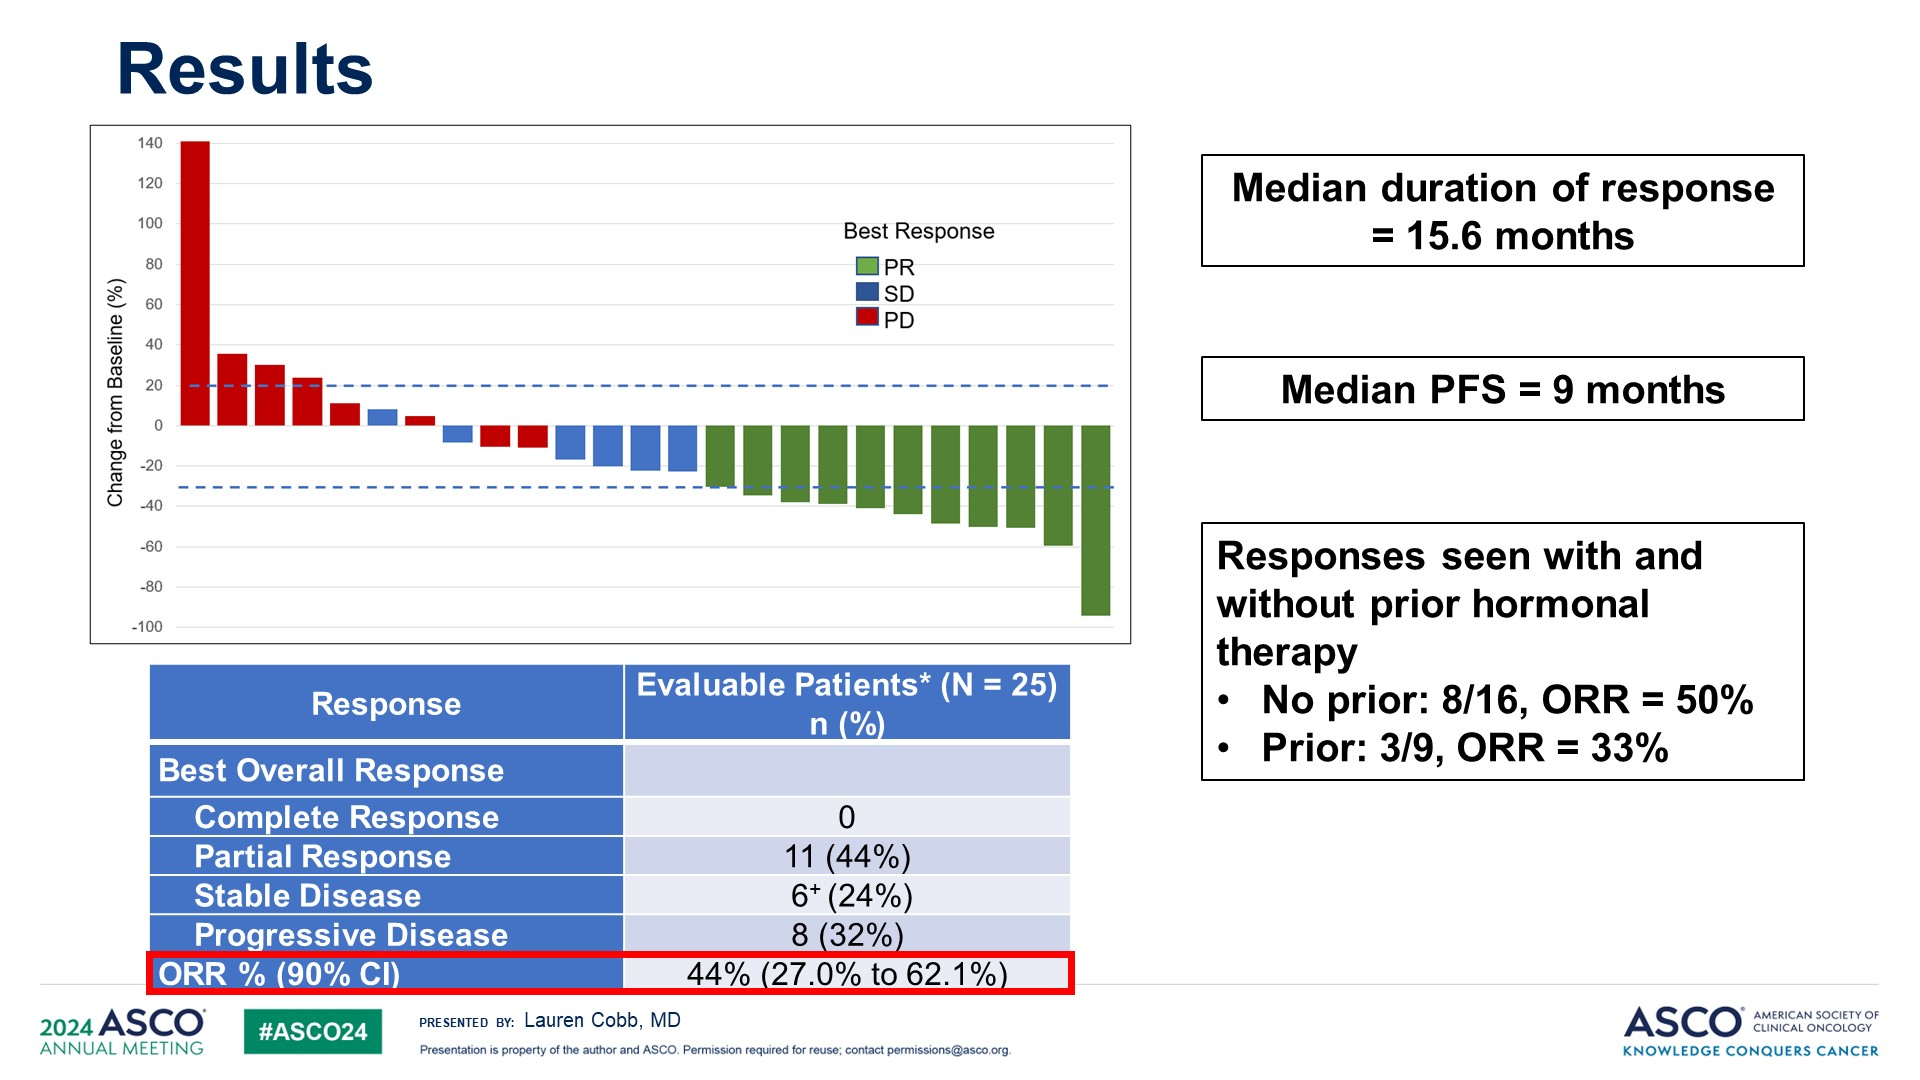 Results
140
120
100
80
60
40
20
0
-20
-40
-60
-80
-100
Change from Baseline (%)
Best Response
PR
SD
PD
Median duration of response
= 15.6 months
Median PFS = 9 months
Responses seen with and
without prior hormonal
therapy
• No prior: 8/16, ORR = 50%
• Prior: 3/9, ORR = 33%
Response
Evaluable Patients* (N = 25)
n (%)
Best Overall Response
Complete Response 0
Partial Response 11 (44%)
Stable Disease 6⁺ (24%)
Progressive Disease 8 (32%)
ORR % (90% CI) 44% (27.0% to 62.1%)
2024 ASCO®
ANNUAL MEETING
#ASCO24
PRESENTED BY: Lauren Cobb, MD
Presentation is property of the author and ASCO. Permission required for reuse; contact permissions@asco.org.
ASCO® AMERICAN SOCIETY OF
CLINICAL ONCOLOGY
KNOWLEDGE CONQUERS CANCER